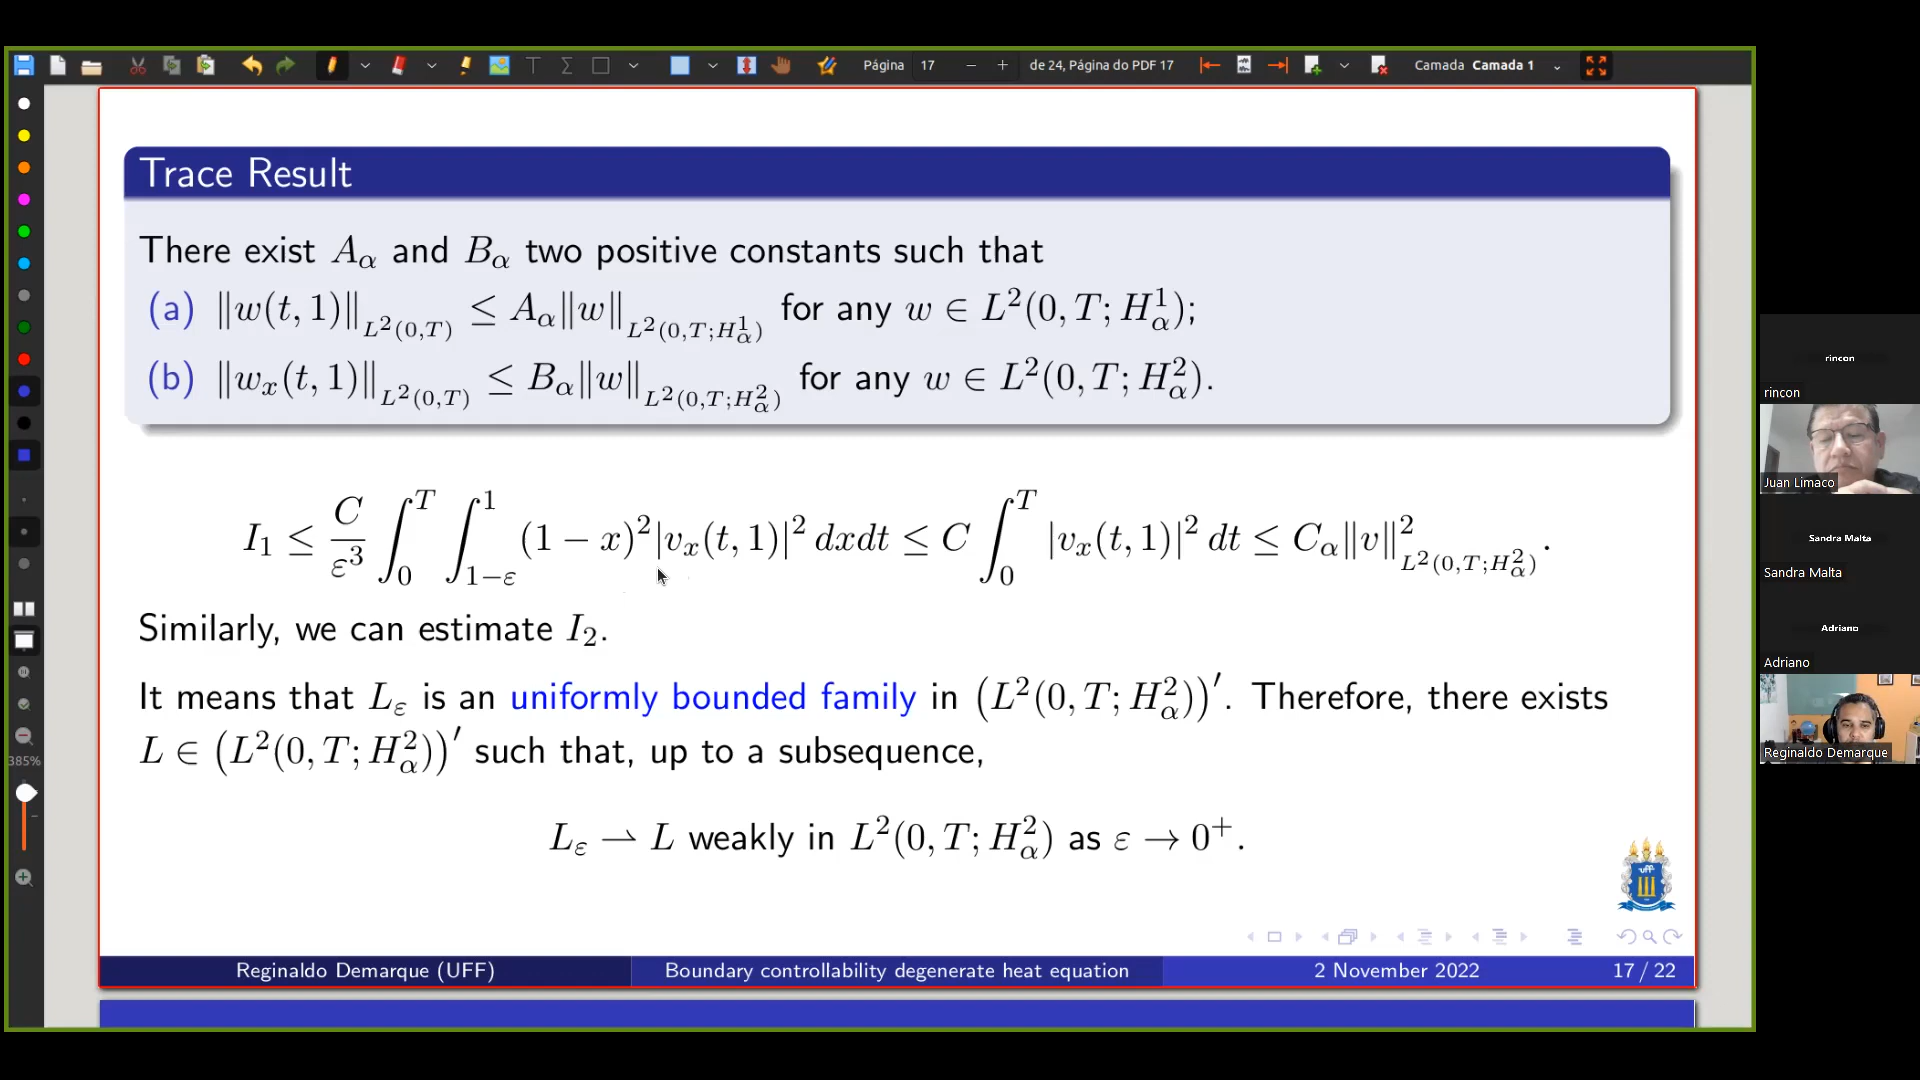 Página 17 − + de 24, Página do PDF 17 Camada Camada 1
Trace Result
There exist $A_\alpha$ and $B_\alpha$ two positive constants such that
(a) $\|w(t,1)\|_{L^2(0,T)} \leq A_\alpha \|w\|_{L^2(0,T;H^1_\alpha)}$ for any $w \in L^2(0,T;H^1_\alpha)$;
(b) $\|w_x(t,1)\|_{L^2(0,T)} \leq B_\alpha \|w\|_{L^2(0,T;H^2_\alpha)}$ for any $w \in L^2(0,T;H^2_\alpha)$.
$I_1 \leq \frac{C}{\varepsilon^3} \int_0^T \int_{1-\varepsilon}^1 (1-x)^2 |v_x(t,1)|^2 \, dxdt \leq C \int_0^T |v_x(t,1)|^2 \, dt \leq C_\alpha \|v\|^2_{L^2(0,T;H^2_\alpha)}.$
Similarly, we can estimate $I_2$.
It means that $L_\varepsilon$ is an uniformly bounded family in $(L^2(0,T;H^2_\alpha))'$. Therefore, there exists
$L \in (L^2(0,T;H^2_\alpha))'$ such that, up to a subsequence,
$L_\varepsilon \rightharpoonup L$ weakly in $L^2(0,T;H^2_\alpha)$ as $\varepsilon \to 0^+$.
uff
Reginaldo Demarque (UFF) Boundary controllability degenerate heat equation 2 November 2022 17 / 22
385%
rincon
rincon
Juan Limaco
Sandra Malta
Sandra Malta
Adriano
Adriano
Reginaldo Demarque